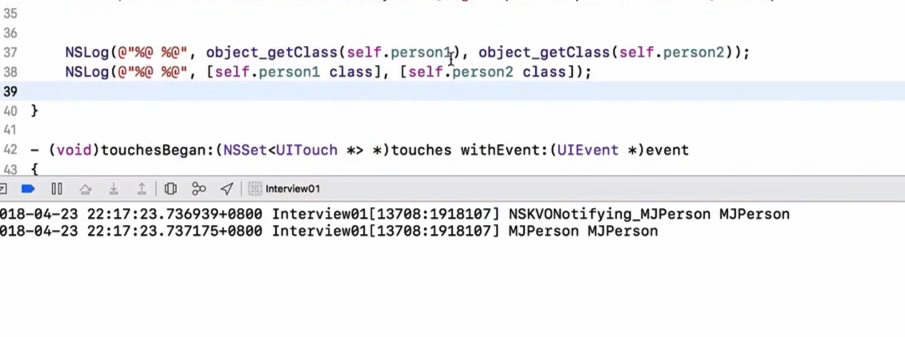 35
36
37 NSLog(@"%@ %@", object_getClass(self.person1), object_getClass(self.person2));
38 NSLog(@"%@ %@", [self.person1 class], [self.person2 class]);
39
40 }
41
42 - (void)touchesBegan:(NSSet<UITouch *> *)touches withEvent:(UIEvent *)event
43 {
Interview01
018-04-23 22:17:23.736939+0800 Interview01[13708:1918107] NSKVONotifying_MJPerson MJPerson
018-04-23 22:17:23.737175+0800 Interview01[13708:1918107] MJPerson MJPerson